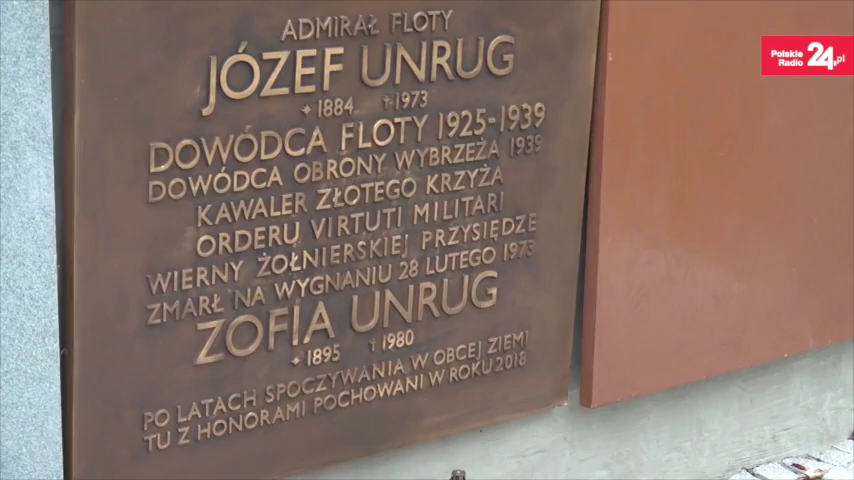 ADMIRAŁ FLOTY
JÓZEF UNRUG
✶1884 †1973
DOWÓDCA FLOTY 1925-1939
DOWÓDCA OBRONY WYBRZEŻA 1939
KAWALER ZŁOTEGO KRZYŻA
ORDERU VIRTUTI MILITARI
WIERNY ŻOŁNIERSKIEJ PRZYSIĘDZE
ZMARŁ NA WYGNANIU 28 LUTEGO 1973
ZOFIA UNRUG
✶1895 †1980
PO LATACH SPOCZYWANIA W OBCEJ ZIEMI
TU Z HONORAMI POCHOWANI W ROKU 2018
Polskie
Radio 24.pl